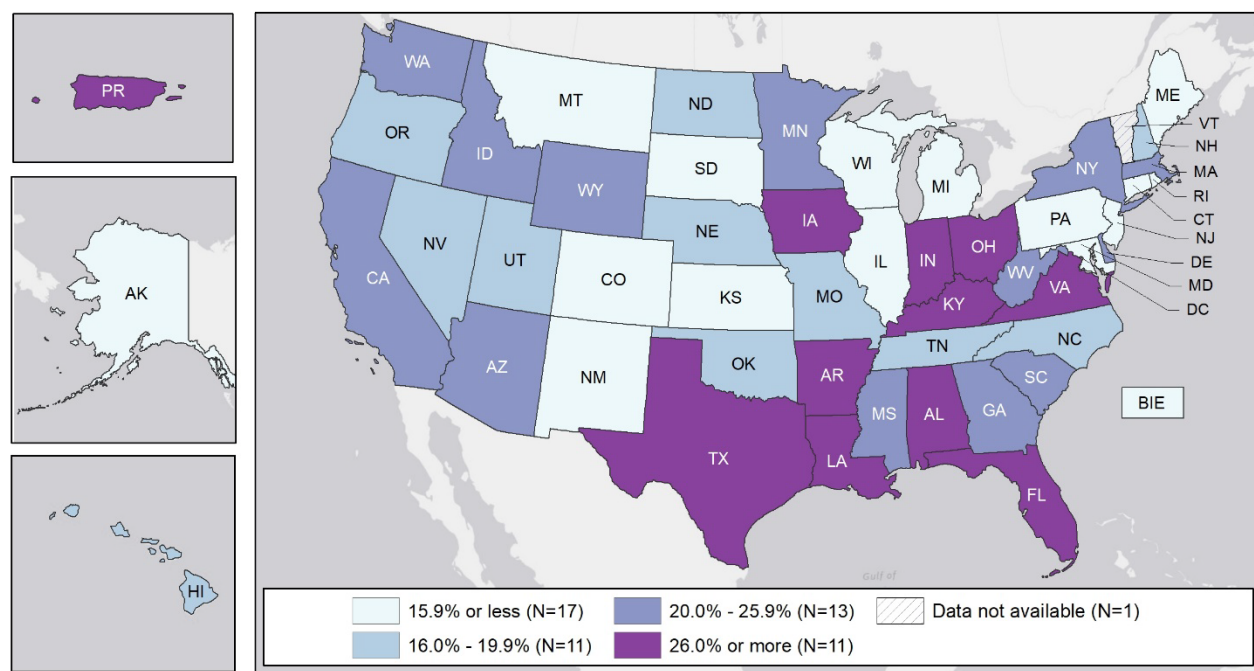 PR
AK
HI
WA
OR
CA
NV
ID
MT
WY
UT
AZ
CO
NM
ND
SD
NE
KS
OK
TX
MN
IA
MO
AR
LA
WI
IL
MI
IN
OH
KY
TN
MS
AL
GA
FL
SC
NC
VA
WV
PA
NY
ME
VT
NH
MA
RI
CT
NJ
DE
MD
DC
BIE
Gulf of
15.9% or less (N=17)
20.0% - 25.9% (N=13)
Data not available (N=1)
16.0% - 19.9% (N=11)
26.0% or more (N=11)